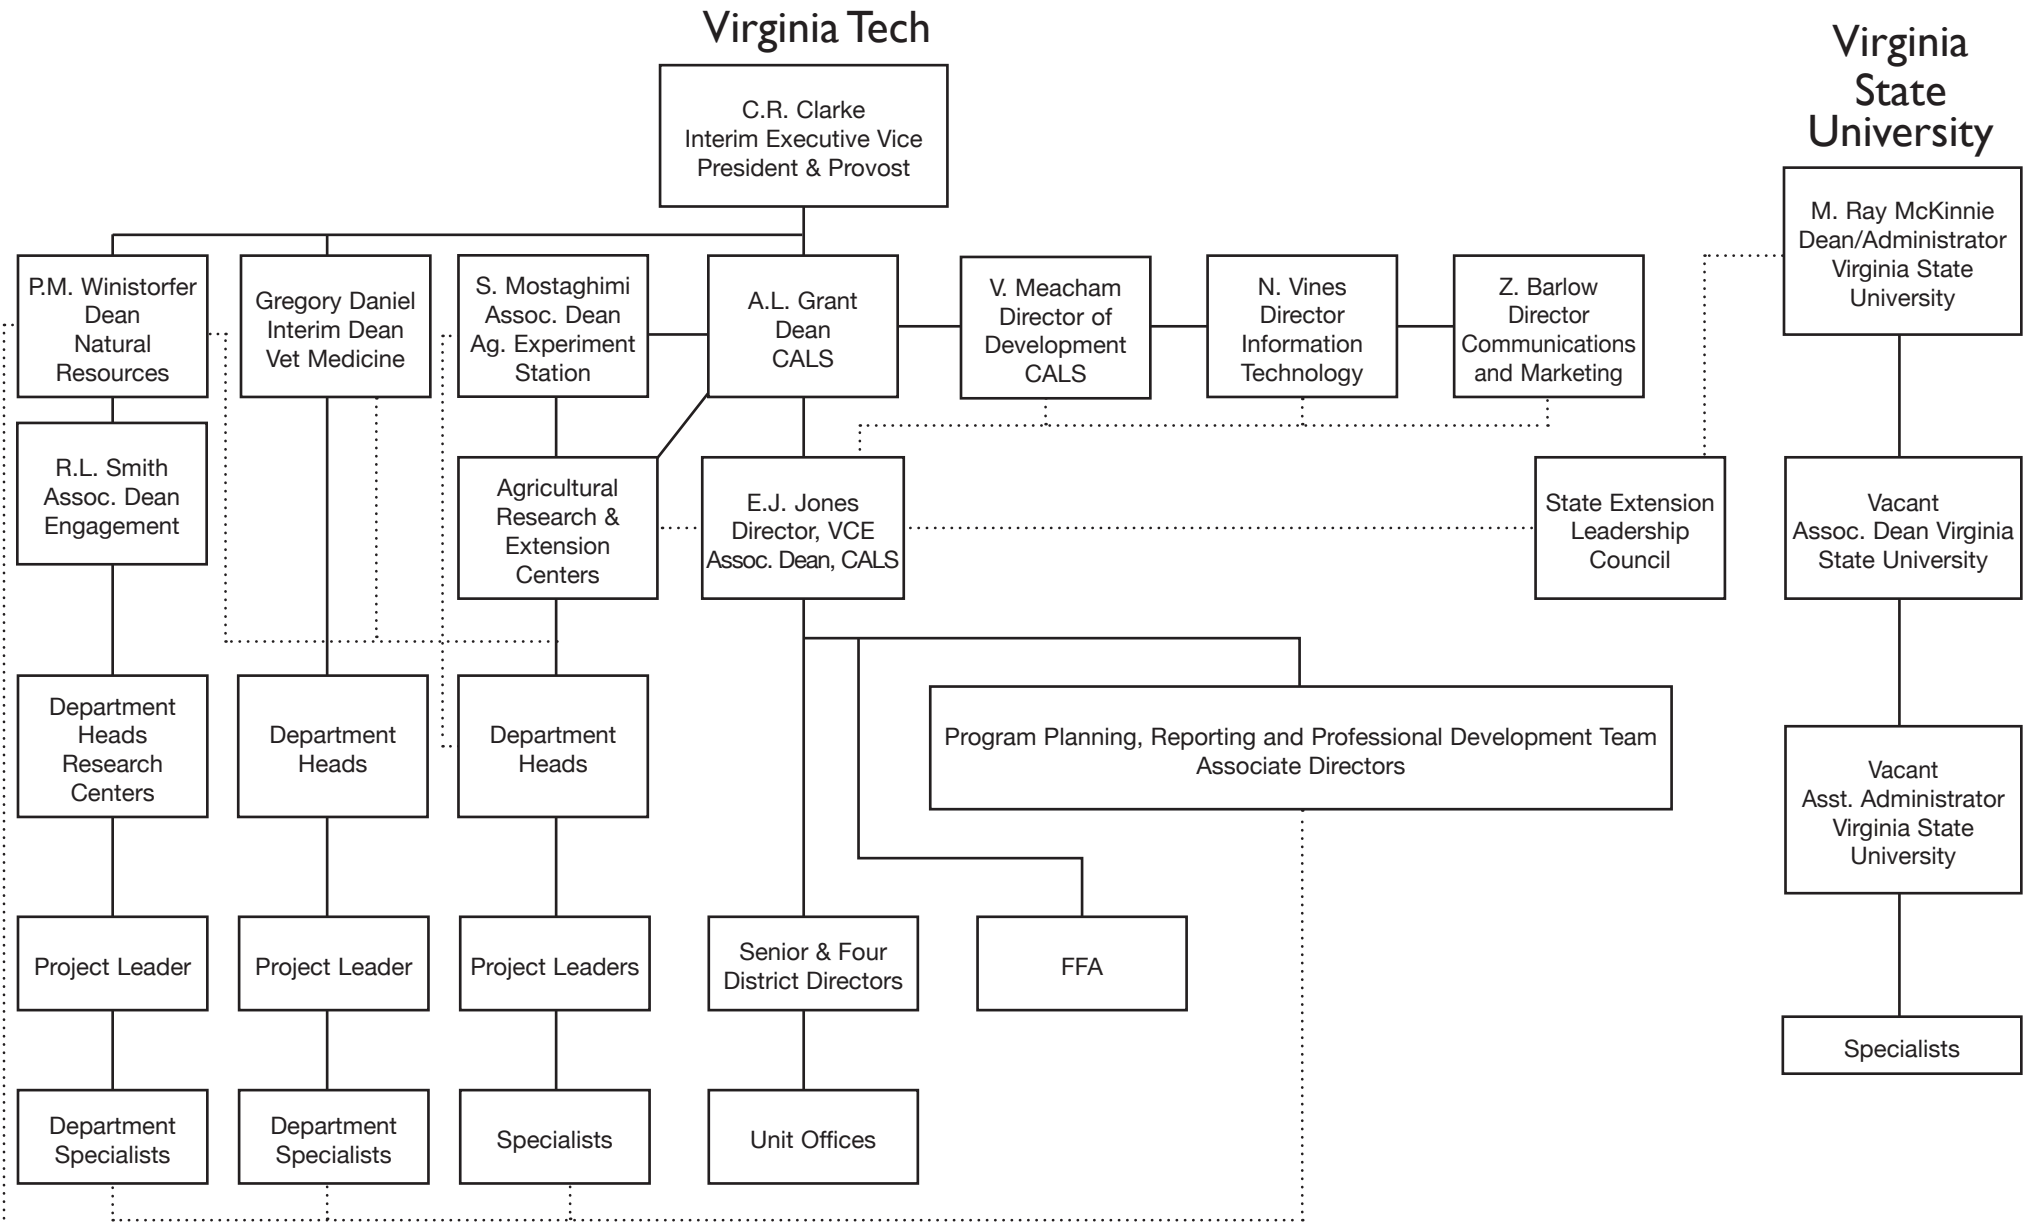 Virginia Tech
Virginia
State
University
C.R. Clarke
Interim Executive Vice
President & Provost
M. Ray McKinnie
Dean/Administrator
Virginia State
University
P.M. Winistorfer
Dean
Natural
Resources
Gregory Daniel
Interim Dean
Vet Medicine
S. Mostaghimi
Assoc. Dean
Ag. Experiment
Station
A.L. Grant
Dean
CALS
V. Meacham
Director of
Development
CALS
N. Vines
Director
Information
Technology
Z. Barlow
Director
Communications
and Marketing
R.L. Smith
Assoc. Dean
Engagement
Agricultural
Research &
Extension
Centers
E.J. Jones
Director, VCE
Assoc. Dean, CALS
State Extension
Leadership
Council
Vacant
Assoc. Dean Virginia
State University
Department
Heads
Research
Centers
Department
Heads
Department
Heads
Program Planning, Reporting and Professional Development Team
Associate Directors
Vacant
Asst. Administrator
Virginia State
University
Project Leader
Project Leader
Project Leaders
Senior & Four
District Directors
FFA
Specialists
Department
Specialists
Department
Specialists
Specialists
Unit Offices